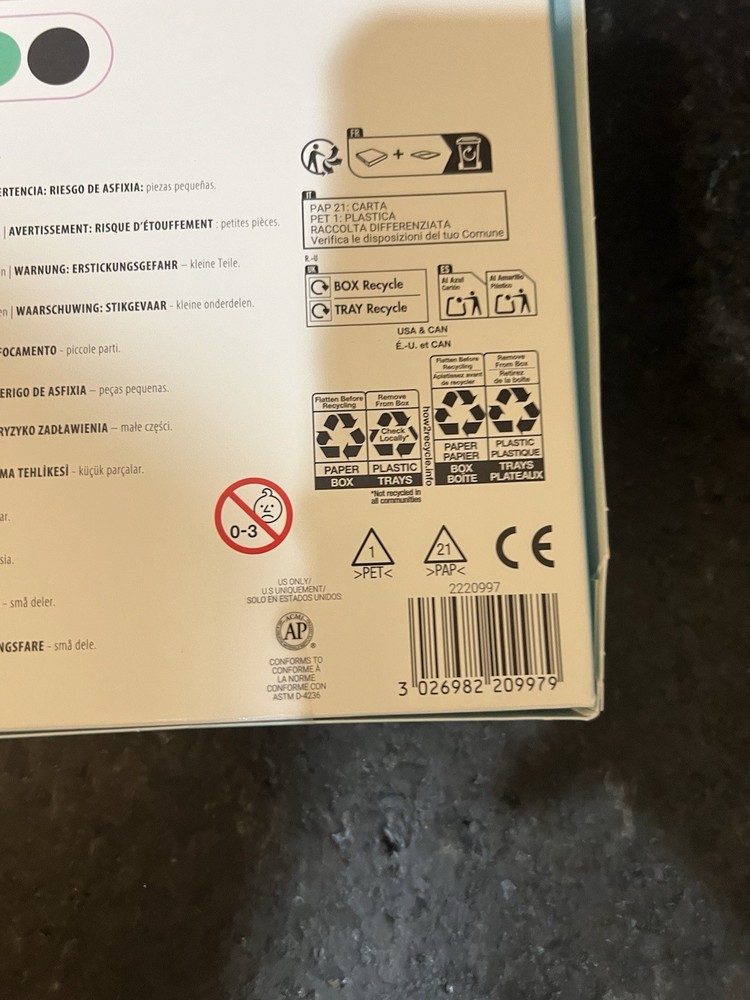 ERTENCIA: RIESGO DE ASFIXIA: piezas pequeñas.
| AVERTISSEMENT: RISQUE D'ÉTOUFFEMENT : petites pièces.
n | WARNUNG: ERSTICKUNGSGEFAHR – kleine Teile.
en | WAARSCHUWING: STIKGEVAAR - kleine onderdelen.
FOCAMENTO - piccole parti.
ERIGO DE ASFIXIA – peças pequenas.
RYZYKO ZADŁAWIENIA – małe części.
MA TEHLİKESİ - küçük parçalar.
ar.
sia.
- små deler.
NGSFARE - små dele.
FR
+
IT
PAP 21: CARTA
PET 1: PLASTICA
RACCOLTA DIFFERENZIATA
Verifica le disposizioni del tuo Comune
R.-U
UK
BOX Recycle
TRAY Recycle
ES
Al Azul
Cartón
Al Amarillo
Plástico
USA & CAN
É.-U. et CAN
Flatten Before
Recycling
PAPER
BOX
Remove
From Box
Check
Locally*
PLASTIC
TRAYS
*Not recycled in
all communities
how2recycle.info
Flatten Before
Recycling
Aplatissez avant
de recycler
PAPER
PAPIER
BOX
BOÎTE
Remove
From Box
Retirez
de la boîte
PLASTIC
PLASTIQUE
TRAYS
PLATEAUX
0-3
1
>PET<
21
>PAP<
CE
US ONLY/
U.S UNIQUEMENT/
SOLO EN ESTADOS UNIDOS:
ACMI
AP
®
CONFORMS TO
CONFORME À
LA NORME
CONFORME CON
ASTM D-4236
2220997
3 026982 209979